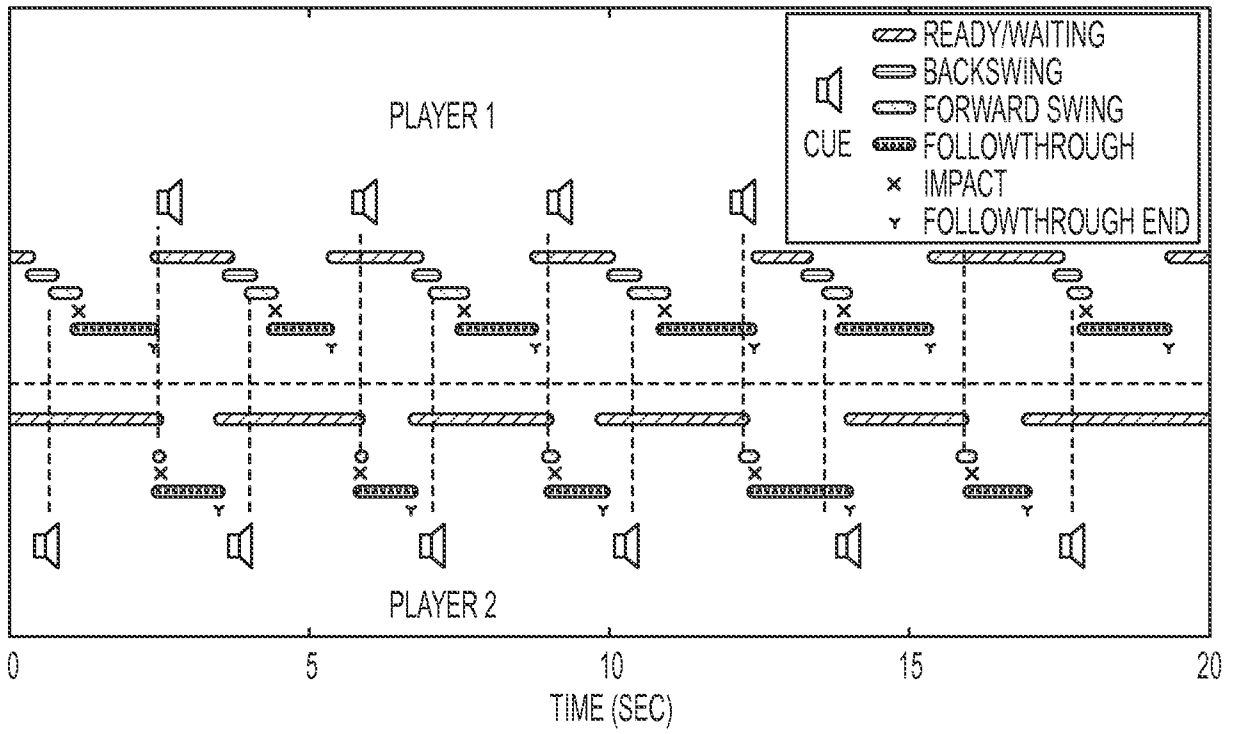 READY/WAITING
BACKSWING
FORWARD SWING
CUE
FOLLOWTHROUGH
IMPACT
FOLLOWTHROUGH END
PLAYER 1
PLAYER 2
0 5 10 15 20
TIME (SEC)